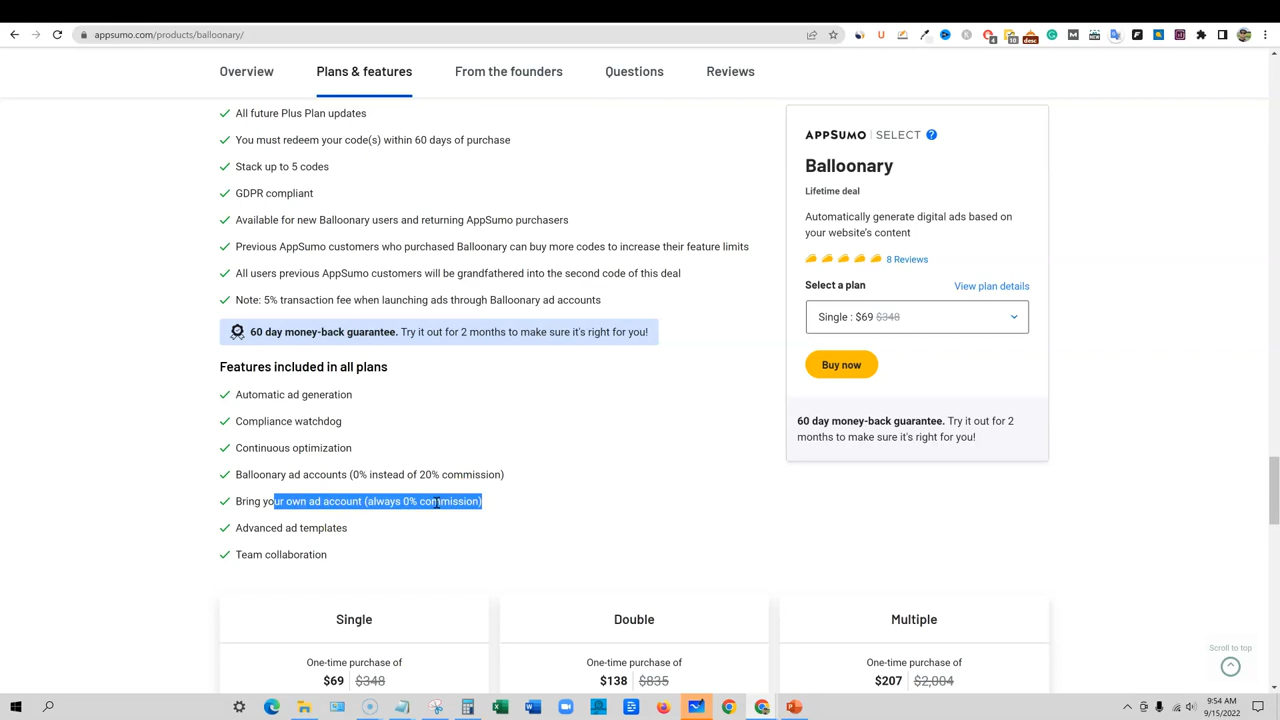 appsumo.com/products/balloonary/
Overview
Plans & features
From the founders
Questions
Reviews
All future Plus Plan updates
You must redeem your code(s) within 60 days of purchase
Stack up to 5 codes
GDPR compliant
Available for new Balloonary users and returning AppSumo purchasers
Previous AppSumo customers who purchased Balloonary can buy more codes to increase their feature limits
All users previous AppSumo customers will be grandfathered into the second code of this deal
Note: 5% transaction fee when launching ads through Balloonary ad accounts
60 day money-back guarantee. Try it out for 2 months to make sure it's right for you!
Features included in all plans
Automatic ad generation
Compliance watchdog
Continuous optimization
Balloonary ad accounts (0% instead of 20% commission)
Bring your own ad account (always 0% commission)
Advanced ad templates
Team collaboration
APPSUMO | SELECT ?
Balloonary
Lifetime deal
Automatically generate digital ads based on
your website's content
8 Reviews
Select a plan
View plan details
Single : $69 $348
Buy now
60 day money-back guarantee. Try it out for 2
months to make sure it's right for you!
Single
One-time purchase of
$69 $348
Double
One-time purchase of
$138 $835
Multiple
One-time purchase of
$207 $2,004
Scroll to top
9:54 AM
9/15/2022